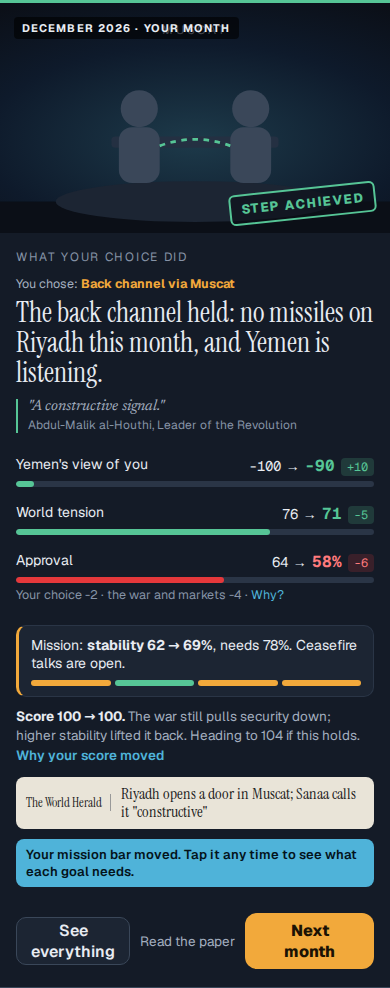 DECEMBER 2026 · YOUR MONTH
STEP ACHIEVED
WHAT YOUR CHOICE DID
You chose: Back channel via Muscat
The back channel held: no missiles on
Riyadh this month, and Yemen is
listening.
"A constructive signal."
Abdul-Malik al-Houthi, Leader of the Revolution
Yemen's view of you -100 → -90 +10
World tension 76 → 71 -5
Approval 64 → 58% -6
Your choice -2 · the war and markets -4 · Why?
Mission: stability 62 → 69%, needs 78%. Ceasefire
talks are open.
Score 100 → 100. The war still pulls security down;
higher stability lifted it back. Heading to 104 if this holds.
Why your score moved
The World Herald
Riyadh opens a door in Muscat; Sanaa calls
it "constructive"
Your mission bar moved. Tap it any time to see what
each goal needs.
See
everything
Read the paper
Next
month